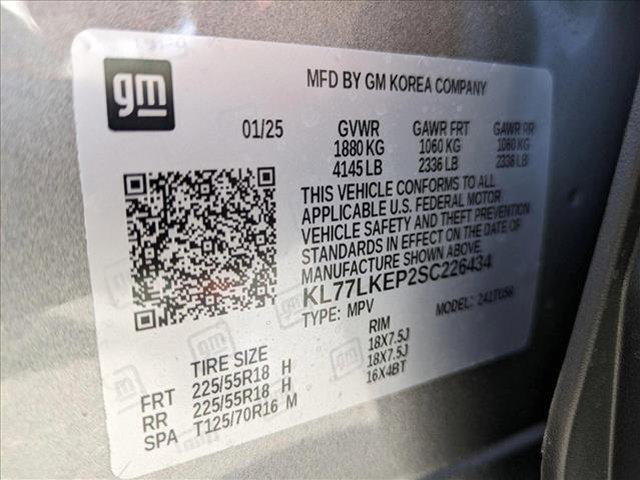 gm
MFD BY GM KOREA COMPANY
01/25 GVWR GAWR FRT GAWR RR
1880 KG 1060 KG 1060 KG
4145 LB 2336 LB 2336 LB
THIS VEHICLE CONFORMS TO ALL
APPLICABLE U.S. FEDERAL MOTOR
VEHICLE SAFETY AND THEFT PREVENTION
STANDARDS IN EFFECT ON THE DATE OF
MANUFACTURE SHOWN ABOVE.
KL77LKEP2SC226434
TYPE: MPV MODEL:
TIRE SIZE RIM
FRT 225/55R18 H 18X7.5J
RR 225/55R18 H 18X7.5J
SPA T125/70R16 M 16X4BT